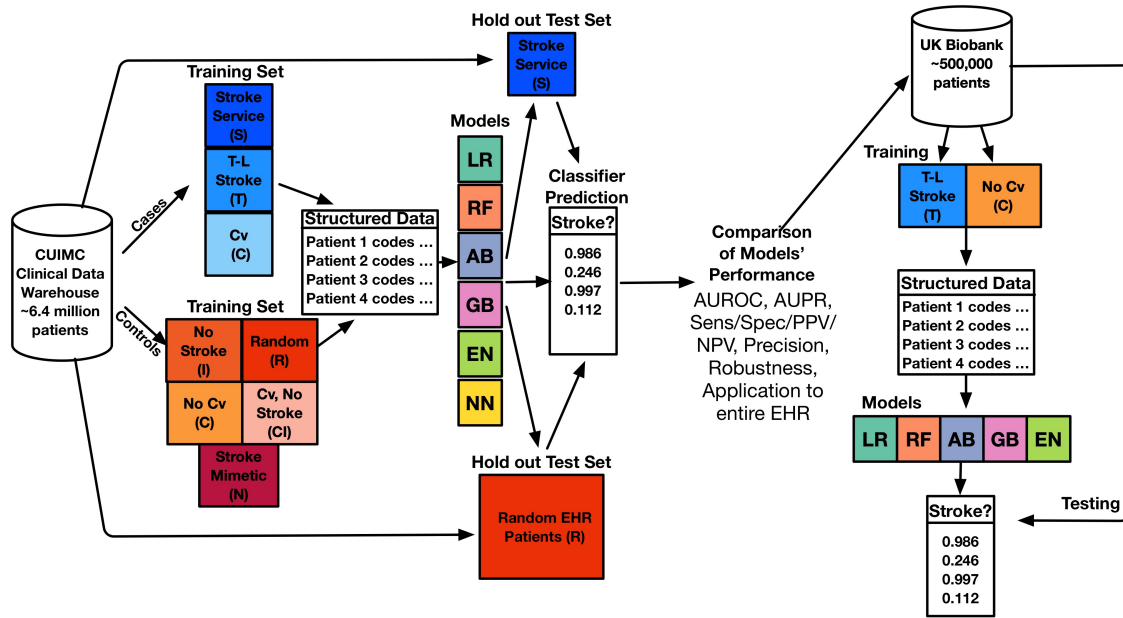 CUIMC
Clinical Data
Warehouse
~6.4 million
patients
Cases
Controls
Training Set
Stroke
Service
(S)
T-L
Stroke
(T)
Cv
(C)
Training Set
No
Stroke
(I)
Random
(R)
No Cv
(C)
Cv, No
Stroke
(CI)
Stroke
Mimetic
(N)
Structured Data
Patient 1 codes ...
Patient 2 codes ...
Patient 3 codes ...
Patient 4 codes ...
Models
LR
RF
AB
GB
EN
NN
Hold out Test Set
Stroke
Service
(S)
Classifier
Prediction
Stroke?
0.986
0.246
0.997
0.112
Hold out Test Set
Random EHR
Patients (R)
Comparison
of Models’
Performance
AUROC, AUPR,
Sens/Spec/PPV/
NPV, Precision,
Robustness,
Application to
entire EHR
UK Biobank
~500,000
patients
Training
T-L
Stroke
(T)
No Cv
(C)
Structured Data
Patient 1 codes ...
Patient 2 codes ...
Patient 3 codes ...
Patient 4 codes ...
Models
LR
RF
AB
GB
EN
Stroke?
0.986
0.246
0.997
0.112
Testing